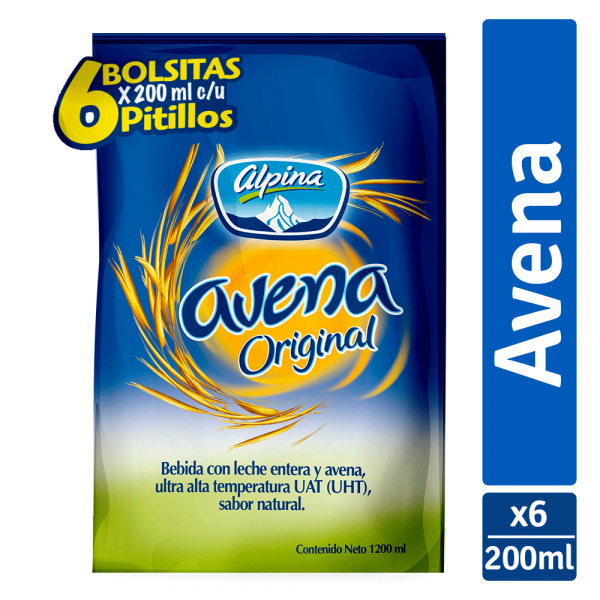 6 BOLSITAS
X 200 ml c/u
Pitillos
alpina
avena
Original
Bebida con leche entera y avena,
ultra alta temperatura UAT (UHT),
sabor natural.
Contenido Neto 1200 ml
Avena
x6
200ml